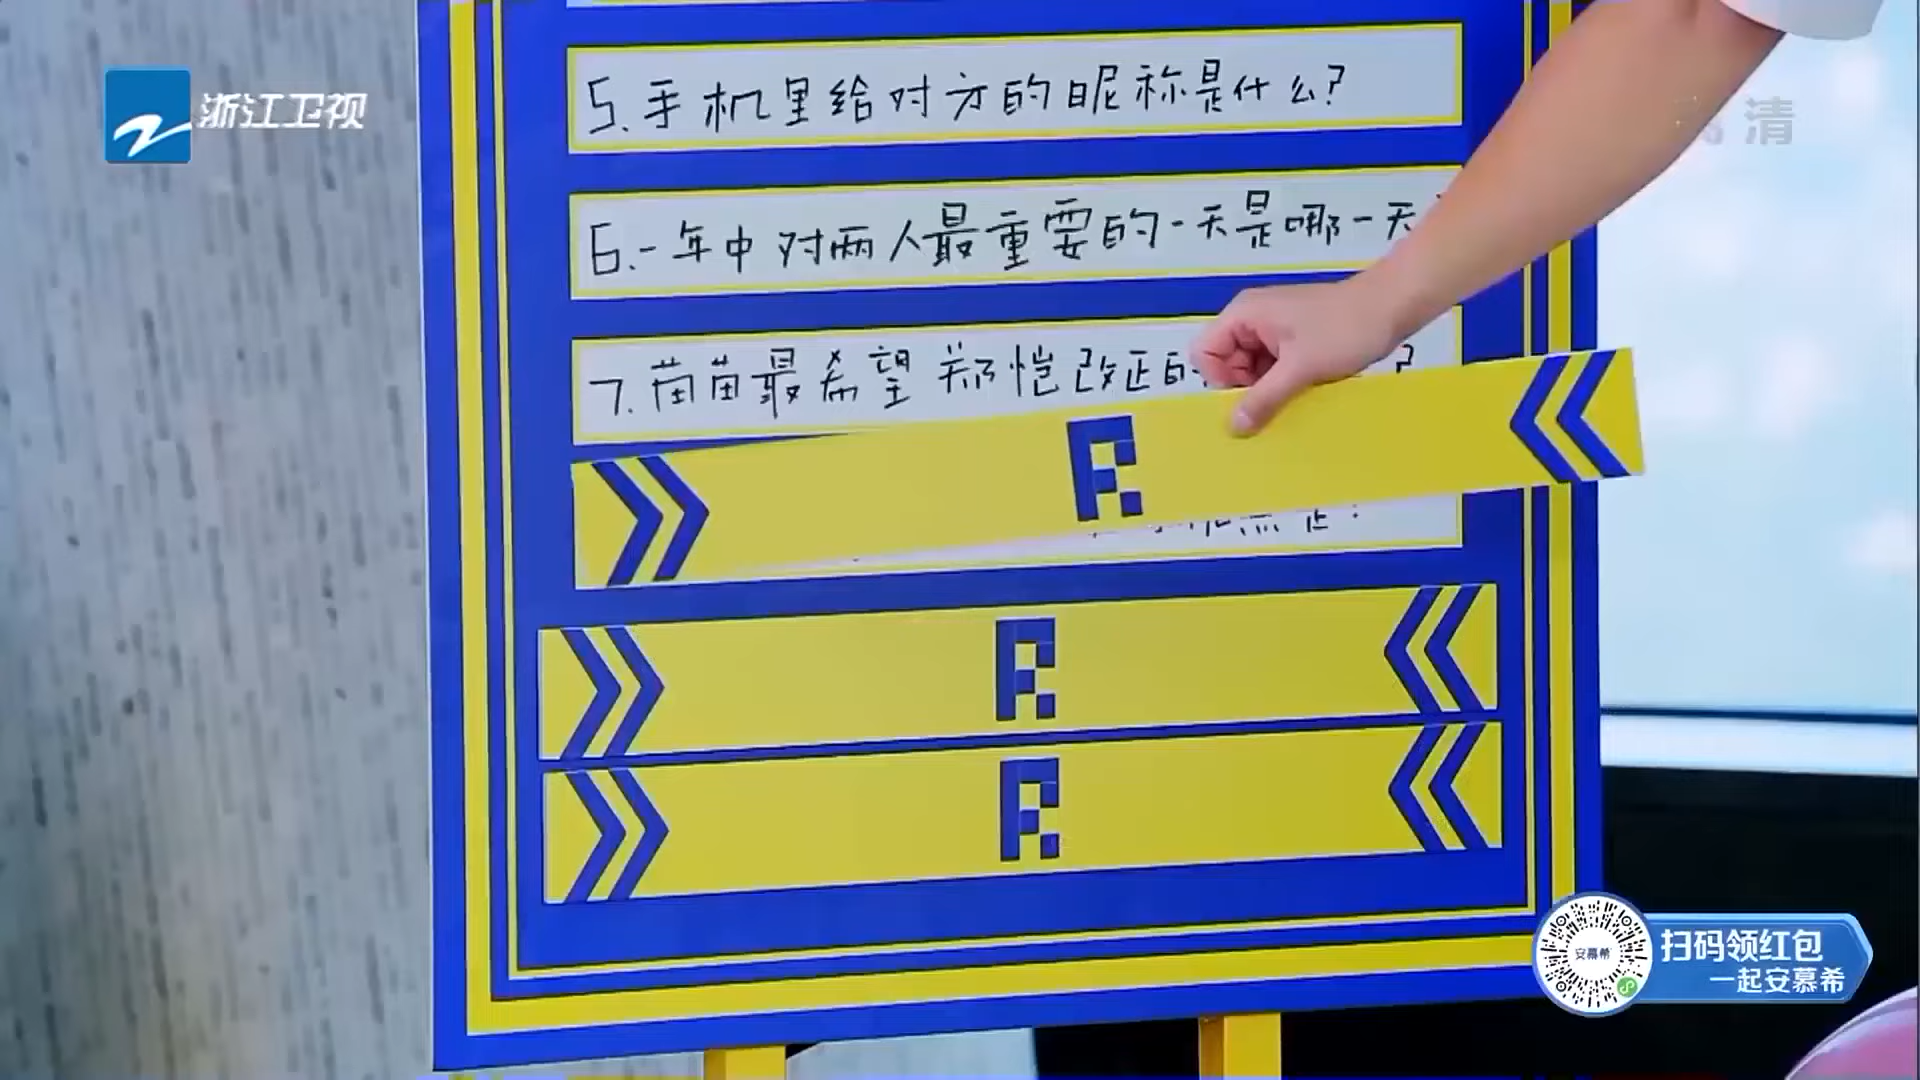 浙江卫视
清
5.手机里给对方的昵称是什么?
6.一年中对两人最重要的一天是哪一天
7.苗苗最希望郑恺改正的 ?
R
R
R
安慕希
扫码领红包
一起安慕希